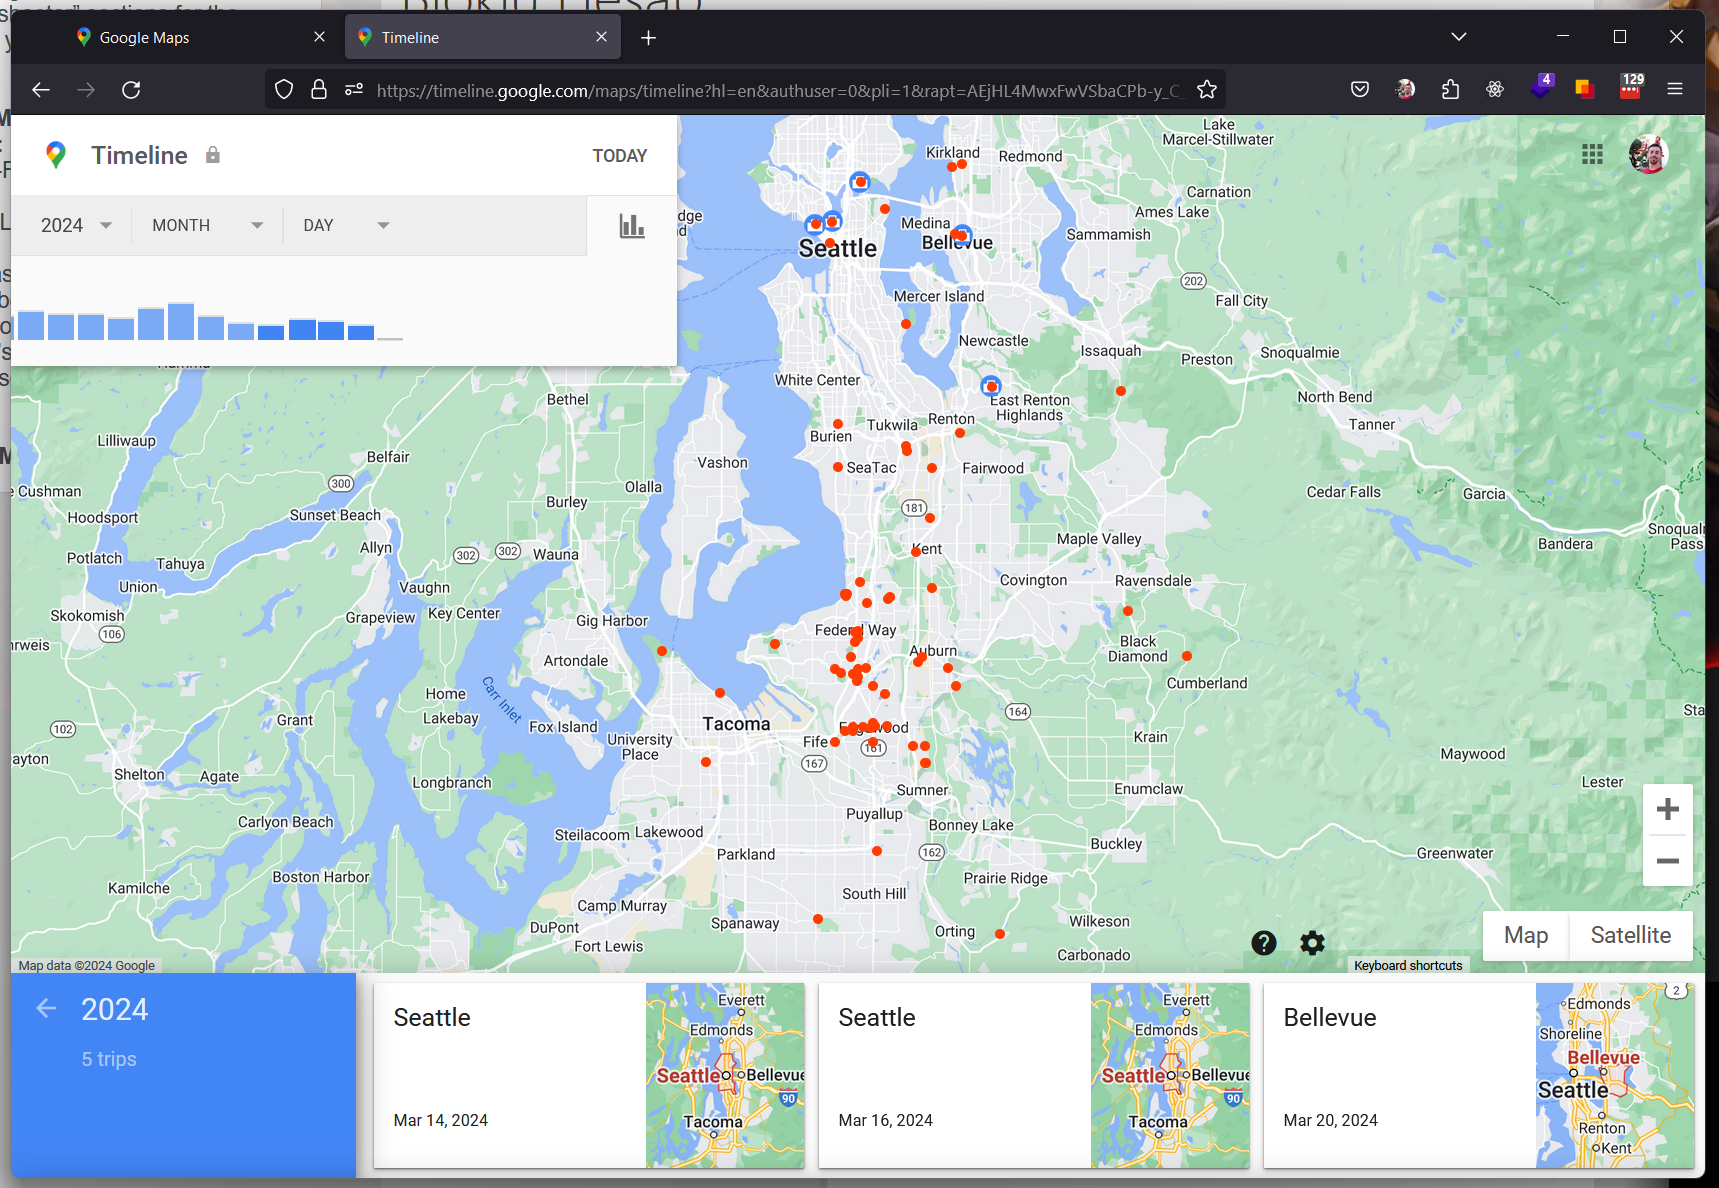 Google Maps
Timeline
https://timeline.google.com/maps/timeline?hl=en&authuser=0&pli=1&rapt=AEjHL4MwxFwVSbaCPb-y_C_
4
129
Timeline
TODAY
2024
MONTH
DAY
Kirkland
Redmond
Lake
Marcel-Stillwater
Carnation
Ames Lake
Medina
Bellevue
Sammamish
Seattle
202
Fall City
Mercer Island
Newcastle
Issaquah
Preston
Snoqualmie
White Center
East Renton
Highlands
North Bend
Tanner
Bethel
Renton
Tukwila
Burien
Lilliwaup
Belfair
Vashon
SeaTac
Fairwood
300
Olalla
Cedar Falls
Garcia
e Cushman
Hoodsport
Sunset Beach
Burley
181
Snoqualm
Pass
Bandera
Allyn
302
302
Wauna
Kent
Maple Valley
Potlatch
Tahuya
Union
Vaughn
Covington
Ravensdale
Skokomish
106
Grapeview
Key Center
Gig Harbor
Federal Way
Auburn
Black
Diamond
Artondale
Cumberland
Carr Inlet
Home
Lakebay
Grant
102
Fox Island
University
Place
Tacoma
Edgewood
161
Fife
167
164
Krain
Sta
ayton
Shelton
Agate
Longbranch
Maywood
Lester
Sumner
Enumclaw
Carlyon Beach
Puyallup
Bonney Lake
Steilacoom
Lakewood
Parkland
162
Buckley
Greenwater
Kamilche
Boston Harbor
Prairie Ridge
South Hill
Camp Murray
DuPont
Fort Lewis
Spanaway
Orting
Wilkeson
Carbonado
Map
Satellite
Map data ©2024 Google
Keyboard shortcuts
2024
5 trips
Seattle
Mar 14, 2024
Everett
Edmonds
Seattle
Bellevue
90
Tacoma
Seattle
Mar 16, 2024
Everett
Edmonds
Seattle
Bellevue
90
Tacoma
Bellevue
Mar 20, 2024
2
Edmonds
Shoreline
Bellevue
Seattle
Renton
Kent